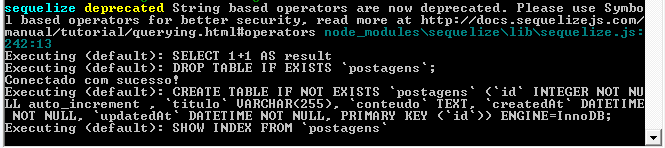 sequelize deprecated String based operators are now deprecated. Please use Symbo
l based operators for better security, read more at http://docs.sequelizejs.com/
manual/tutorial/querying.html#operators node_modules\sequelize\lib\sequelize.js:
242:13
Executing (default): SELECT 1+1 AS result
Executing (default): DROP TABLE IF EXISTS `postagens`;
Conectado com sucesso!
Executing (default): CREATE TABLE IF NOT EXISTS `postagens` (`id` INTEGER NOT NU
LL auto_increment , `titulo` VARCHAR(255), `conteudo` TEXT, `createdAt` DATETIME
 NOT NULL, `updatedAt` DATETIME NOT NULL, PRIMARY KEY (`id`)) ENGINE=InnoDB;
Executing (default): SHOW INDEX FROM `postagens`